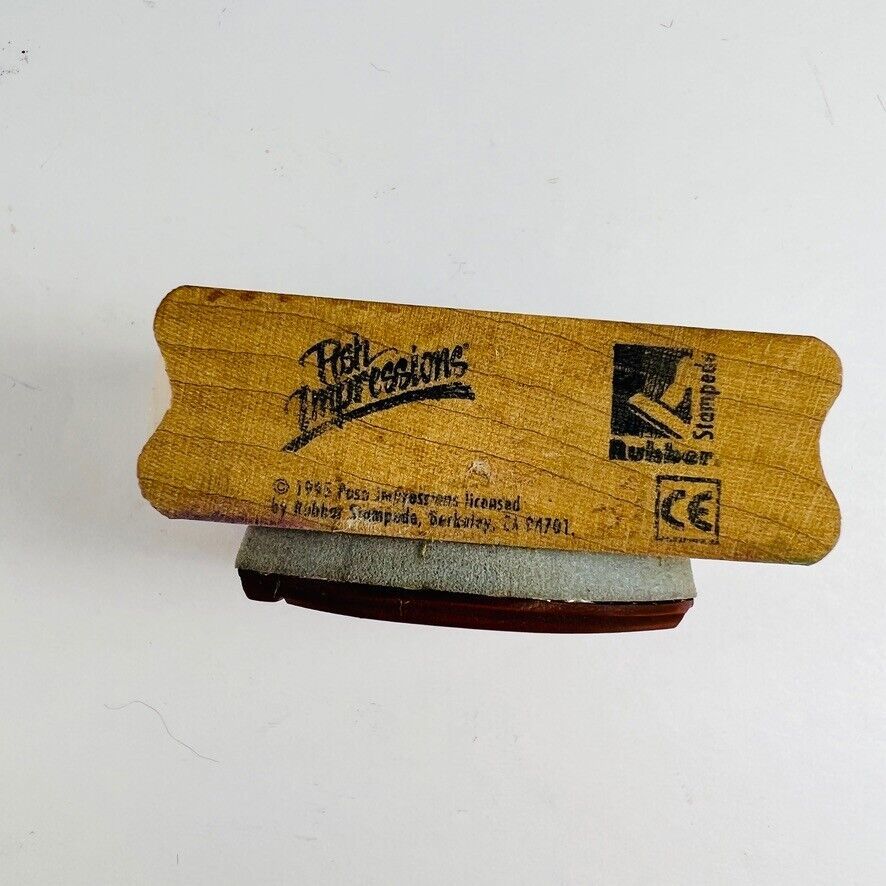 Posh
Impressions®
Rubber
Stampede
© 1995 Posh Impressions licensed
by Rubber Stampede, Berkeley, CA 94701.
CE